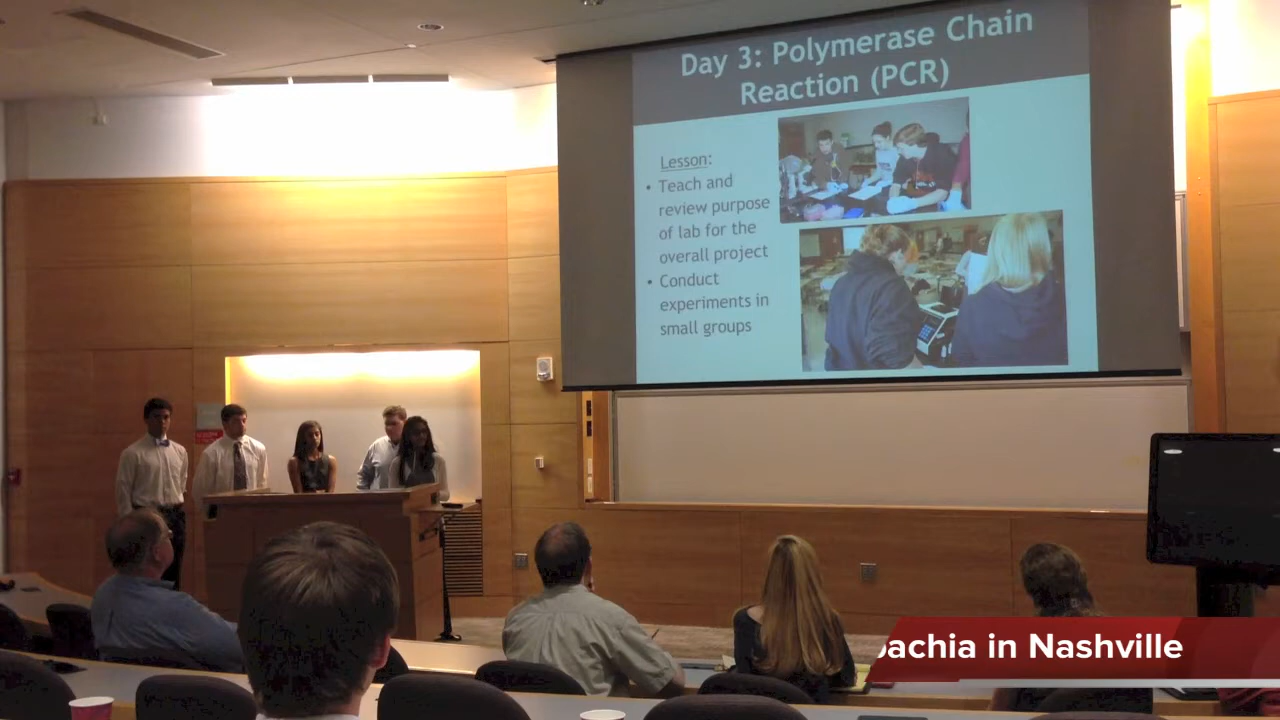 Day 3: Polymerase Chain
Reaction (PCR)
Lesson:
• Teach and
review purpose
of lab for the
overall project
• Conduct
experiments in
small groups
bachia in Nashville